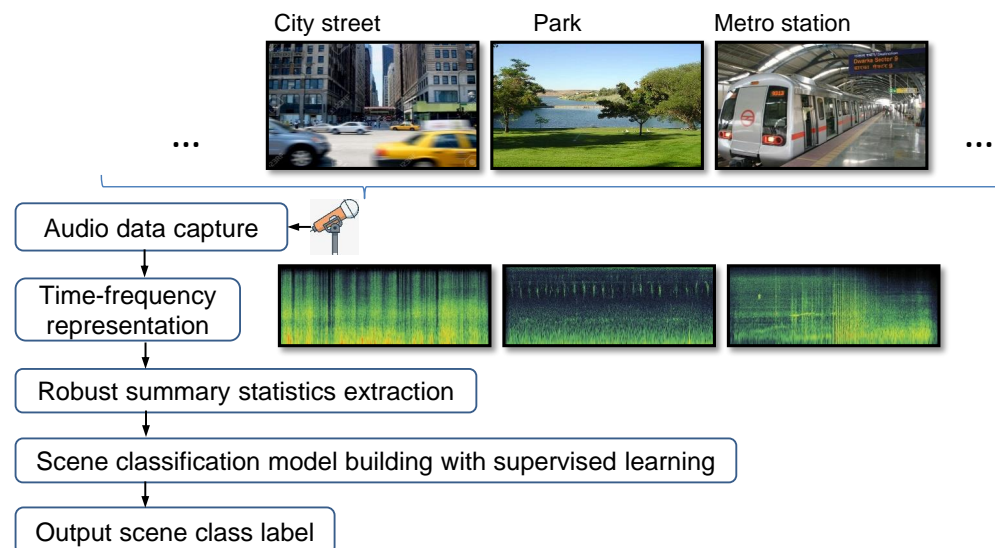 City street
Park
Metro station
...
...
Audio data capture
Time-frequency
representation
Robust summary statistics extraction
Scene classification model building with supervised learning
Output scene class label